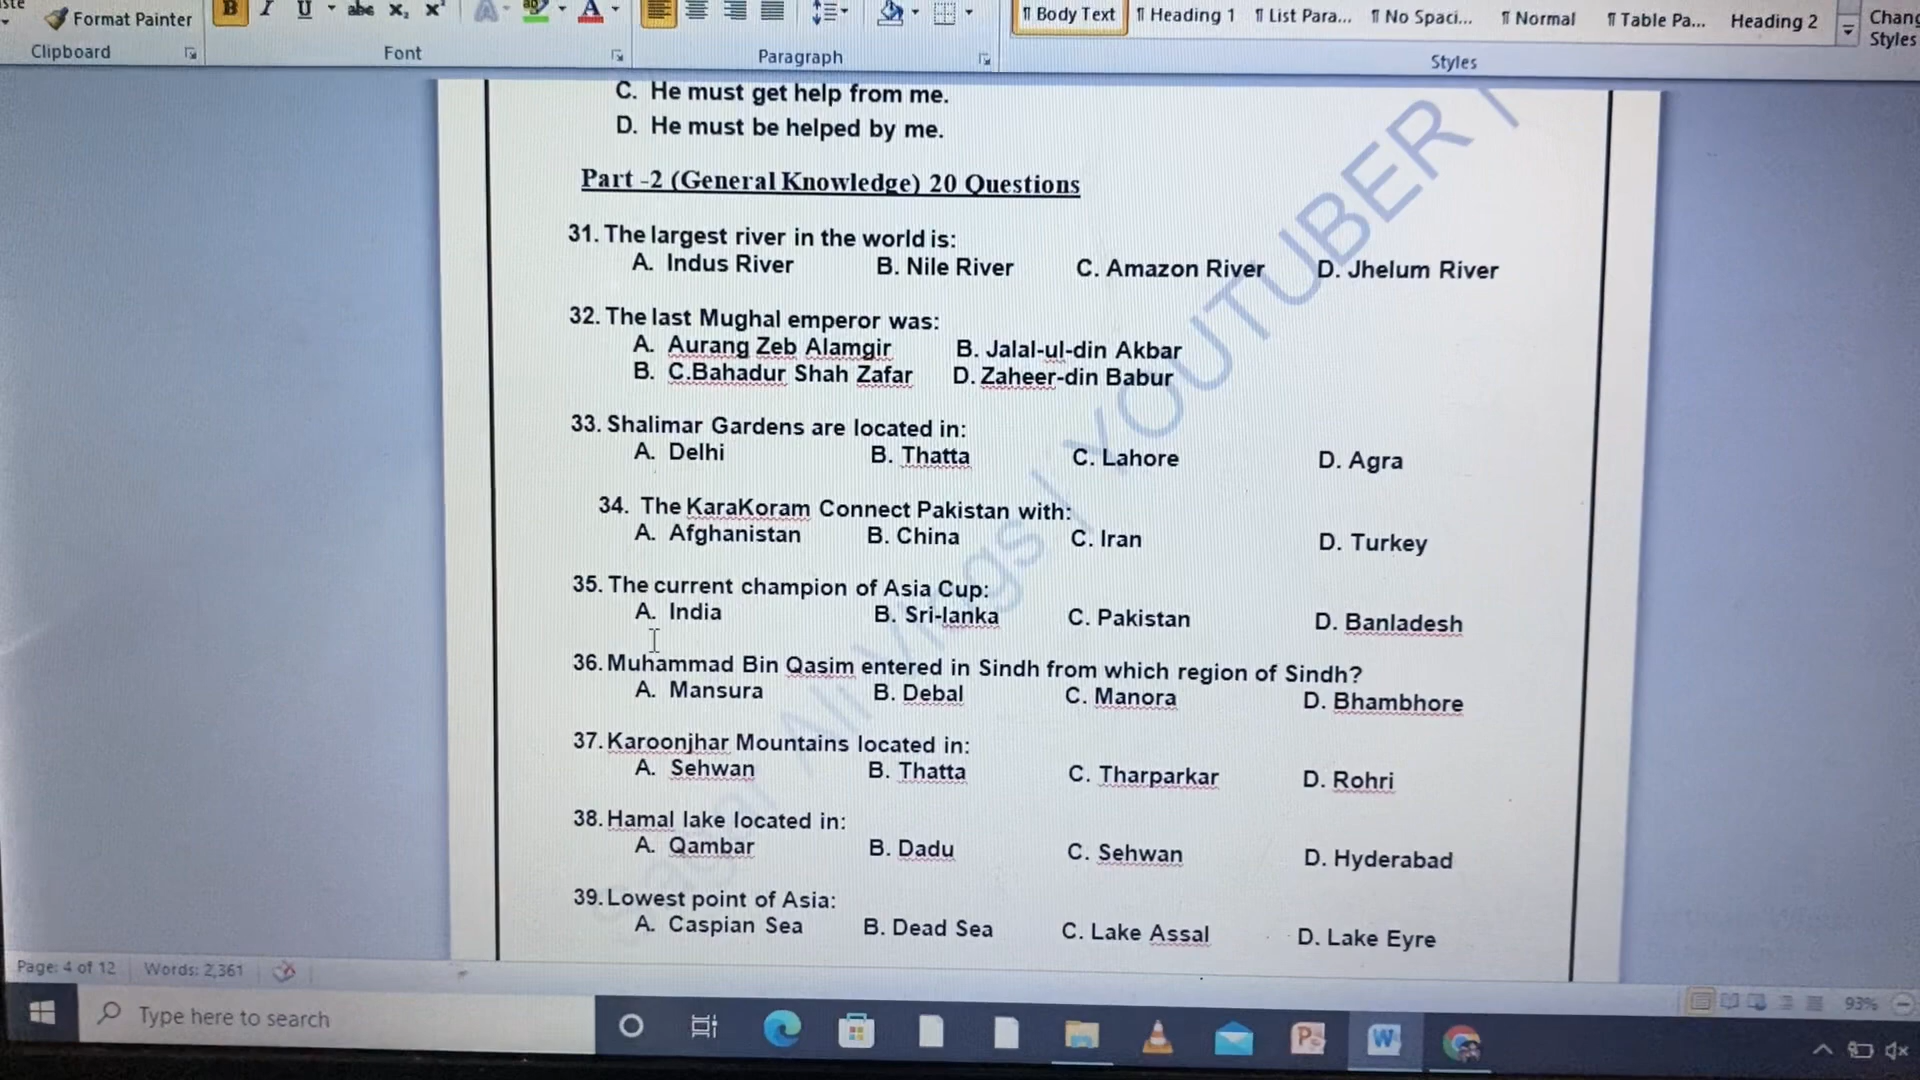 Format Painter
B I U abc X₂ X² A ab A
¶ Body Text ¶ Heading 1 ¶ List Para... ¶ No Spaci... ¶ Normal ¶ Table Pa... Heading 2
Styles
Clipboard Font Paragraph Styles
C. He must get help from me.
D. He must be helped by me.
Part -2 (General Knowledge) 20 Questions
31. The largest river in the world is:
A. Indus River B. Nile River C. Amazon River D. Jhelum River
32. The last Mughal emperor was:
A. Aurang Zeb Alamgir B. Jalal-ul-din Akbar
B. C.Bahadur Shah Zafar D. Zaheer-din Babur
33. Shalimar Gardens are located in:
A. Delhi B. Thatta C. Lahore D. Agra
34. The KaraKoram Connect Pakistan with:
A. Afghanistan B. China C. Iran D. Turkey
35. The current champion of Asia Cup:
A. India B. Sri-lanka C. Pakistan D. Banladesh
36. Muhammad Bin Qasim entered in Sindh from which region of Sindh?
A. Mansura B. Debal C. Manora D. Bhambhore
37. Karoonjhar Mountains located in:
A. Sehwan B. Thatta C. Tharparkar D. Rohri
38. Hamal lake located in:
A. Qambar B. Dadu C. Sehwan D. Hyderabad
39. Lowest point of Asia:
A. Caspian Sea B. Dead Sea C. Lake Assal D. Lake Eyre
Ali Vlogs | YOUTUBER |
Page: 4 of 12 Words: 2,361 93%
Type here to search